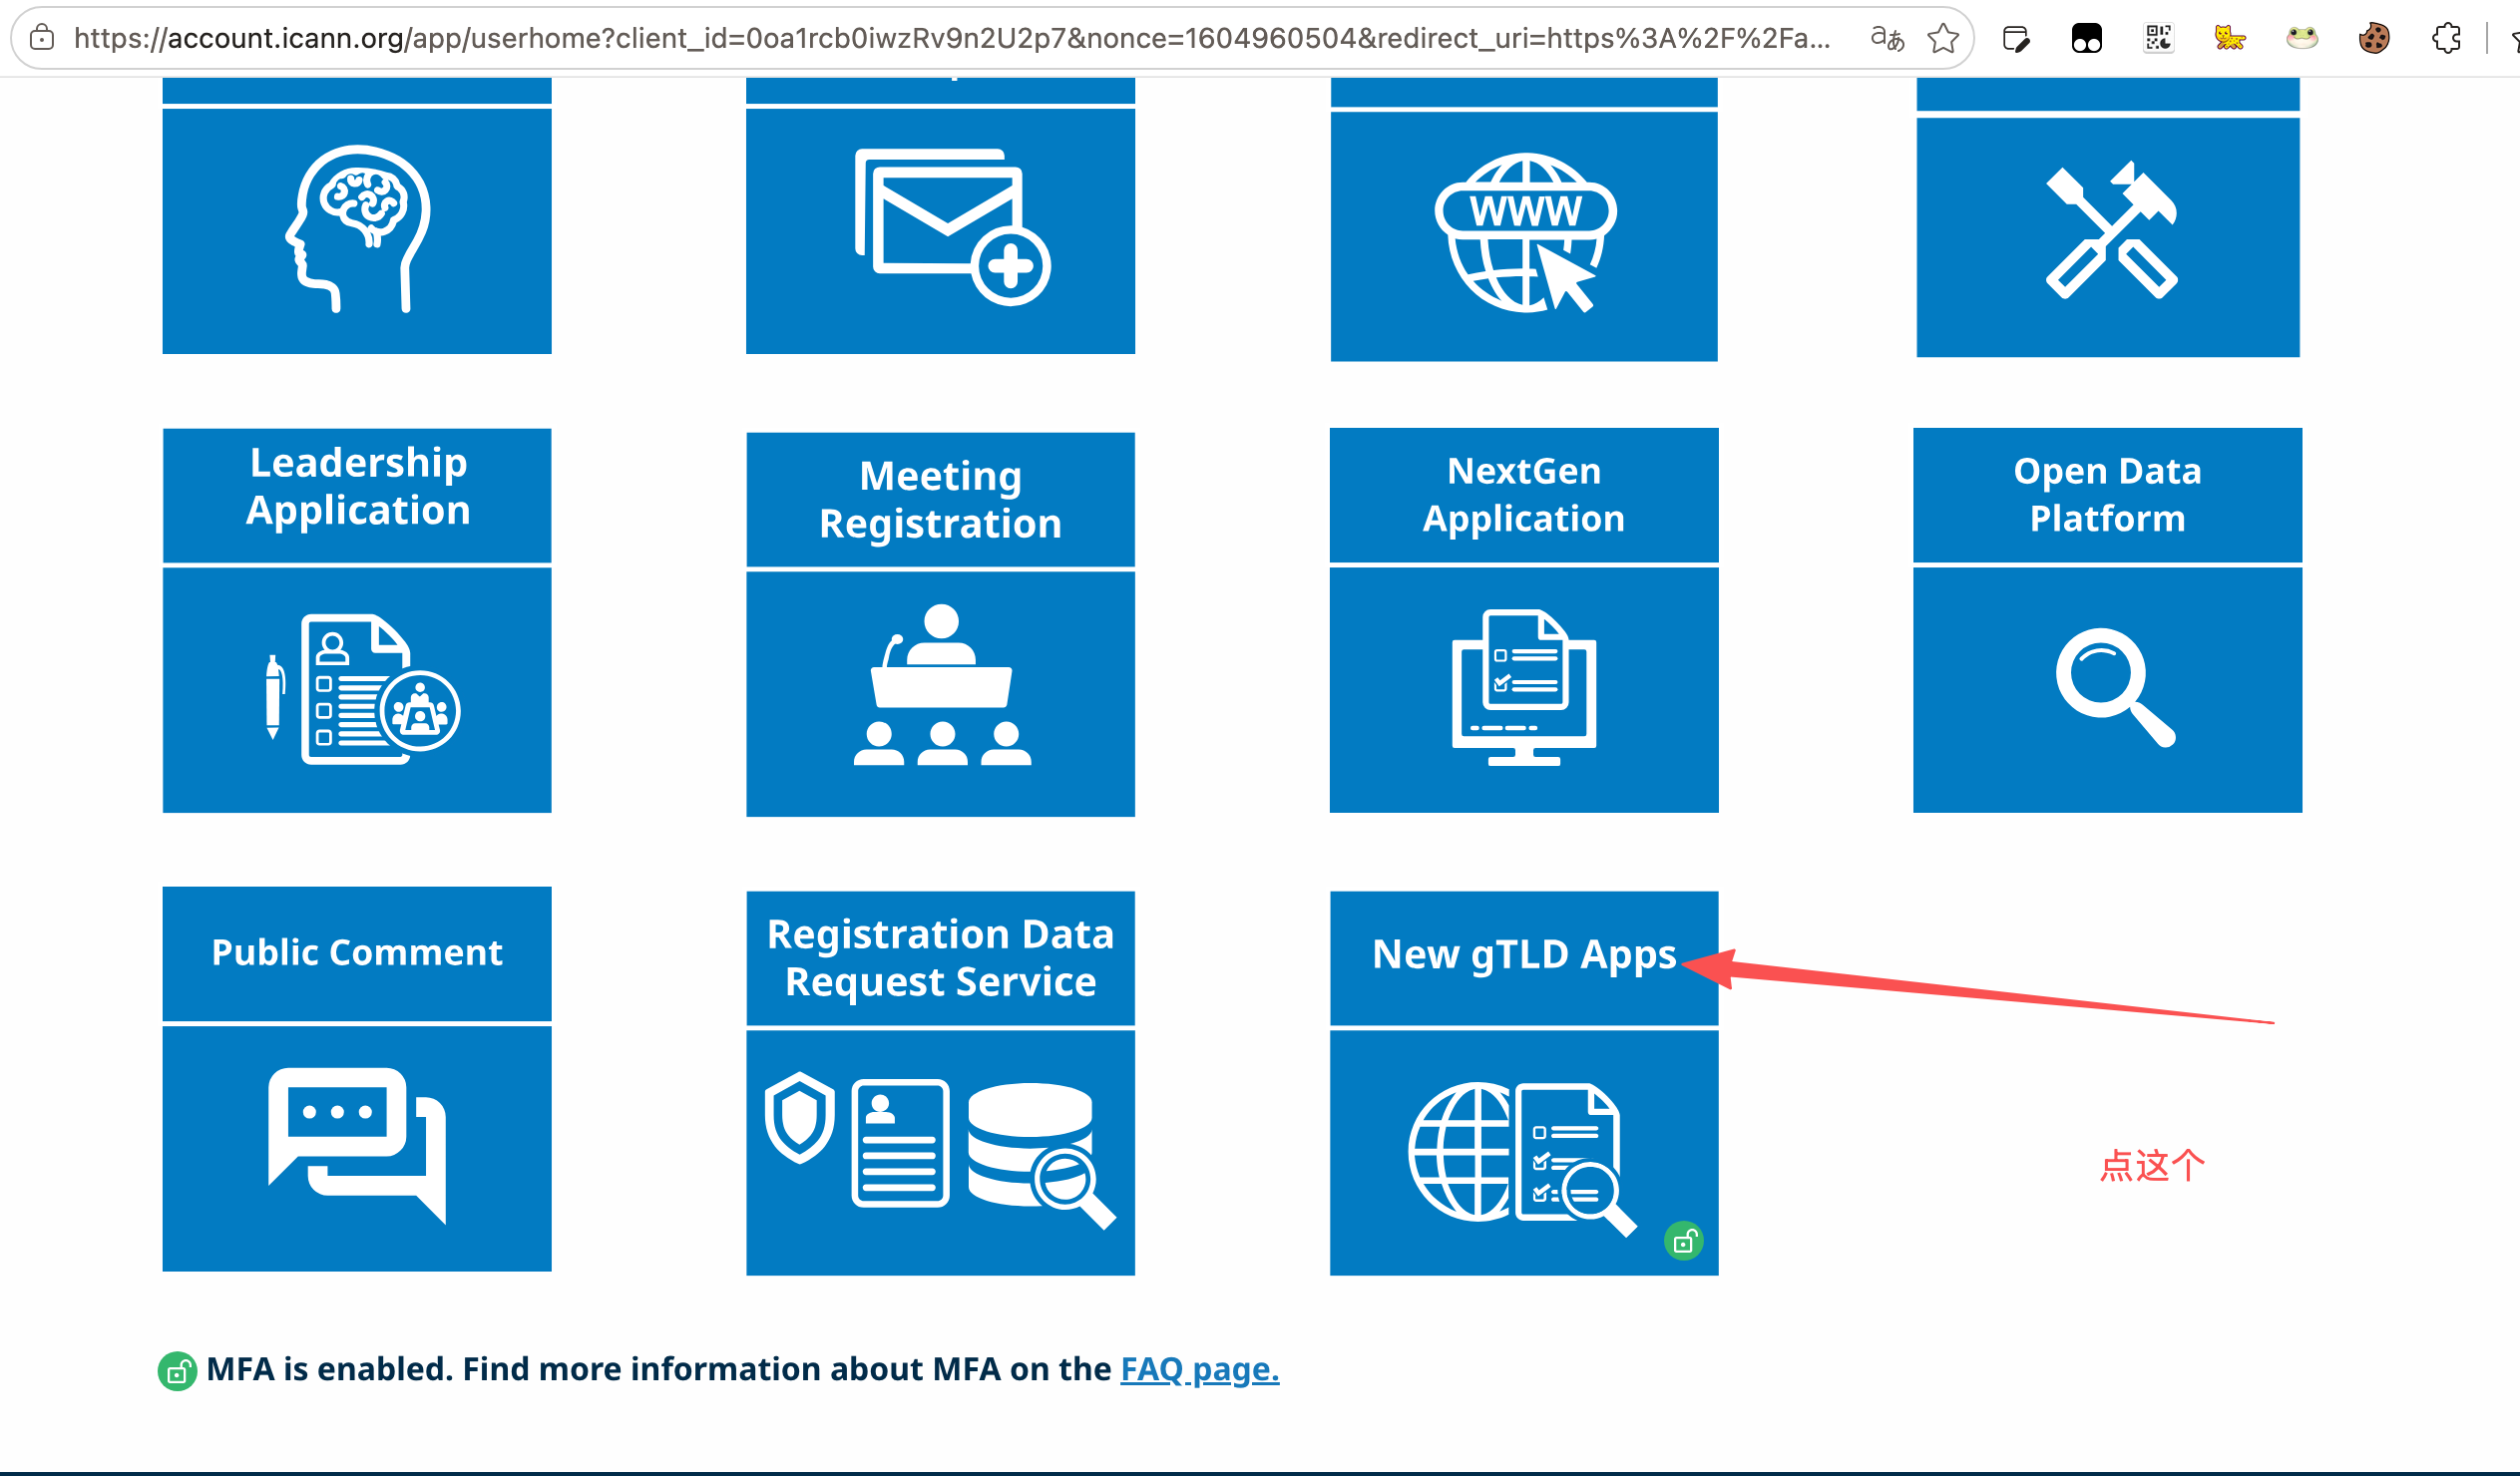 https://account.icann.org/app/userhome?client_id=0oa1rcb0iwzRv9n2U2p7&nonce=1604960504&redirect_uri=https%3A%2F%2Fa...
aあ
WWW
Leadership
Application
Meeting
Registration
NextGen
Application
Open Data
Platform
Public Comment
Registration Data
Request Service
New gTLD Apps
点这个
MFA is enabled. Find more information about MFA on the FAQ page.